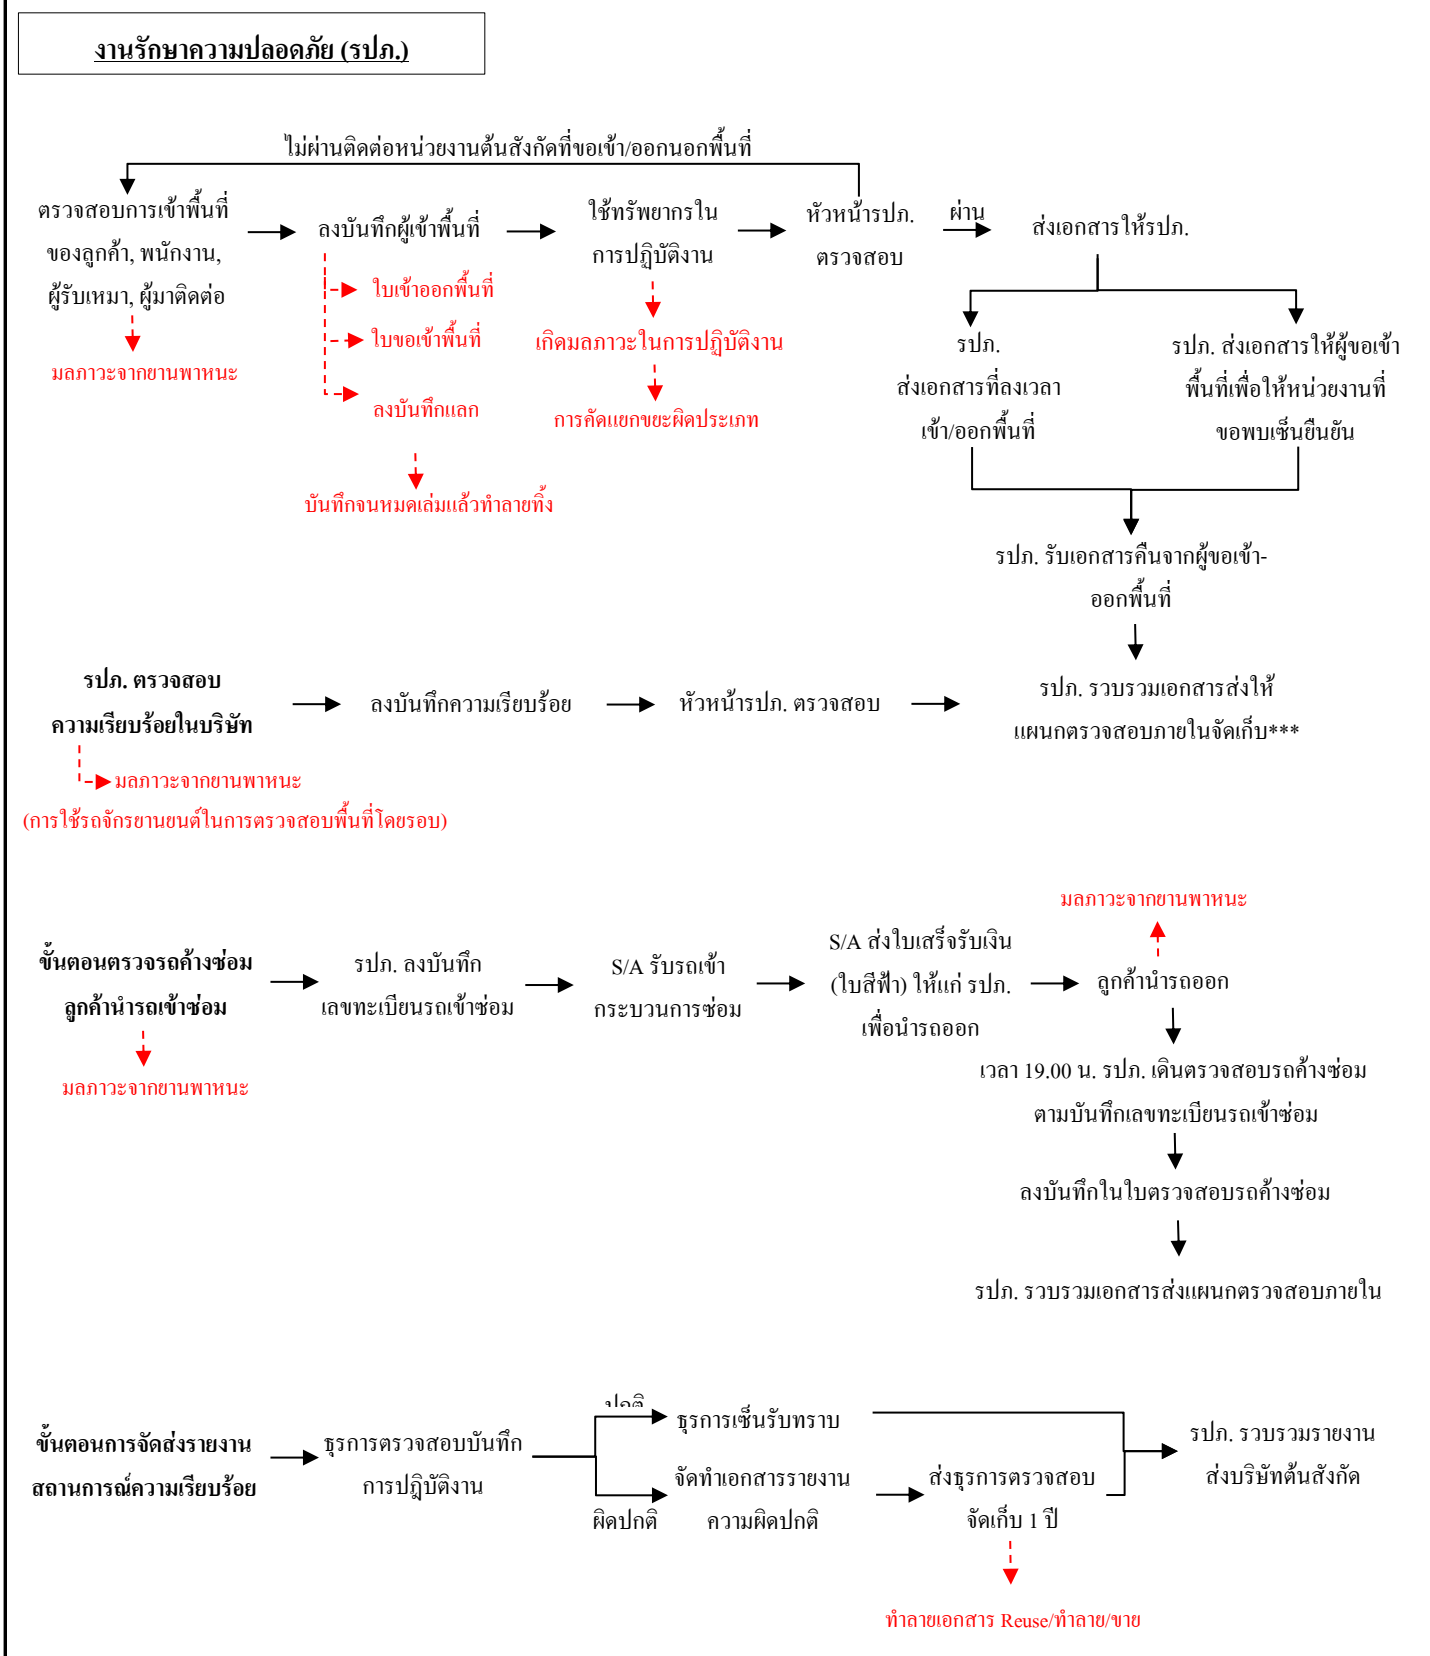 งานรักษาความปลอดภัย (รปภ.)
ไม่ผ่านติดต่อหน่วยงานต้นสังกัดที่ขอเข้า/ออกนอกพื้นที่
ตรวจสอบการเข้าพื้นที่
ของลูกค้า, พนักงาน,
ผู้รับเหมา, ผู้มาติดต่อ
มลภาวะจากยานพาหนะ
ลงบันทึกผู้เข้าพื้นที่
ใบเข้าออกพื้นที่
ใบขอเข้าพื้นที่
ลงบันทึกแลก
บันทึกจนหมดเล่มแล้วทำลายทิ้ง
ใช้ทรัพยากรใน
การปฏิบัติงาน
เกิดมลภาวะในการปฏิบัติงาน
การคัดแยกขยะผิดประเภท
หัวหน้ารปภ.
ตรวจสอบ
ผ่าน
ส่งเอกสารให้รปภ.
รปภ.
ส่งเอกสารที่ลงเวลา
เข้า/ออกพื้นที่
รปภ. ส่งเอกสารให้ผู้ขอเข้า
พื้นที่เพื่อให้หน่วยงานที่
ขอพบเซ็นยืนยัน
รปภ. รับเอกสารคืนจากผู้ขอเข้า-
ออกพื้นที่
รปภ. ตรวจสอบ
ความเรียบร้อยในบริษัท
มลภาวะจากยานพาหนะ
(การใช้รถจักรยานยนต์ในการตรวจสอบพื้นที่โดยรอบ)
ลงบันทึกความเรียบร้อย
หัวหน้ารปภ. ตรวจสอบ
รปภ. รวบรวมเอกสารส่งให้
แผนกตรวจสอบภายในจัดเก็บ***
มลภาวะจากยานพาหนะ
ขั้นตอนตรวจรถค้างซ่อม
ลูกค้านำรถเข้าซ่อม
มลภาวะจากยานพาหนะ
รปภ. ลงบันทึก
เลขทะเบียนรถเข้าซ่อม
S/A รับรถเข้า
กระบวนการซ่อม
S/A ส่งใบเสร็จรับเงิน
(ใบสีฟ้า) ให้แก่ รปภ.
เพื่อนำรถออก
ลูกค้านำรถออก
เวลา 19.00 น. รปภ. เดินตรวจสอบรถค้างซ่อม
ตามบันทึกเลขทะเบียนรถเข้าซ่อม
ลงบันทึกในใบตรวจสอบรถค้างซ่อม
รปภ. รวบรวมเอกสารส่งแผนกตรวจสอบภายใน
ขั้นตอนการจัดส่งรายงาน
สถานการณ์ความเรียบร้อย
ธุรการตรวจสอบบันทึก
การปฎิบัติงาน
ปกติ
ธุรการเซ็นรับทราบ
ผิดปกติ
จัดทำเอกสารรายงาน
ความผิดปกติ
ส่งธุรการตรวจสอบ
จัดเก็บ 1 ปี
ทำลายเอกสาร Reuse/ทำลาย/ขาย
รปภ. รวบรวมรายงาน
ส่งบริษัทต้นสังกัด